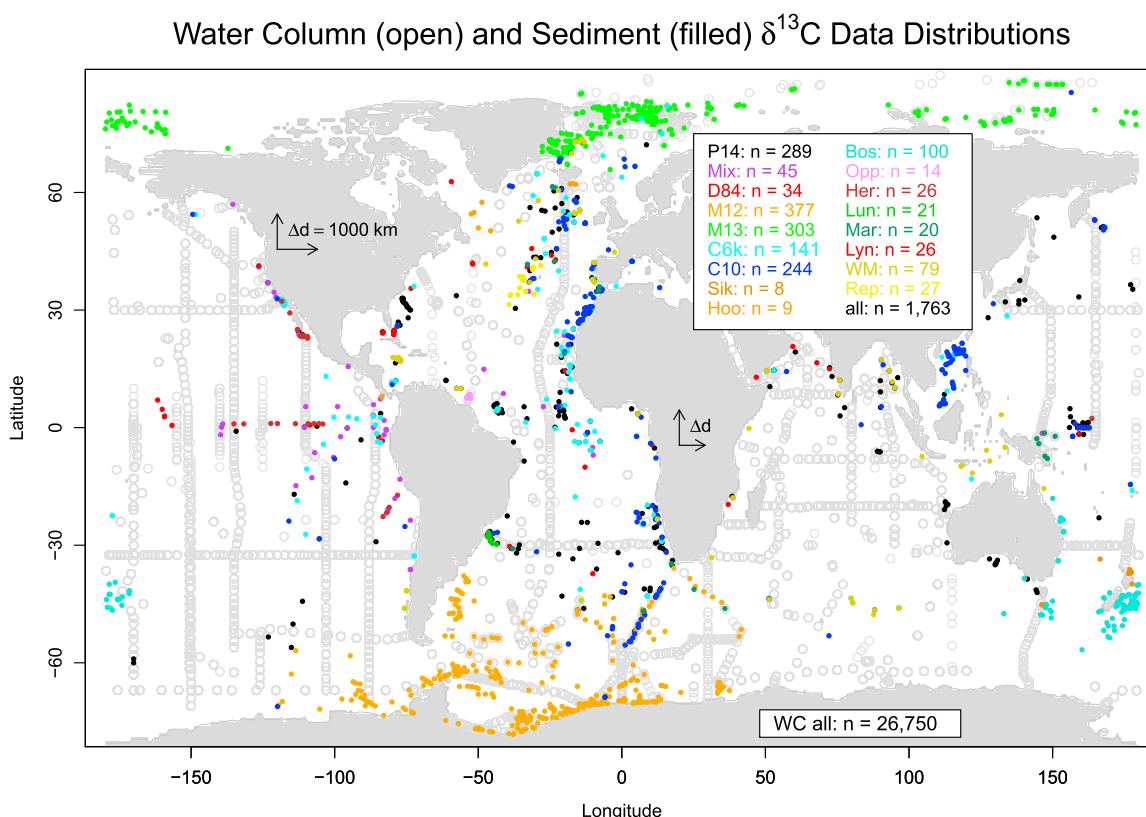 Water Column (open) and Sediment (filled) δ¹³C Data Distributions
P14: n = 289
Mix: n = 45
D84: n = 34
M12: n = 377
M13: n = 303
C6k: n = 141
C10: n = 244
Sik: n = 8
Hoo: n = 9
Bos: n = 100
Opp: n = 14
Her: n = 26
Lun: n = 21
Mar: n = 20
Lyn: n = 26
WM: n = 79
Rep: n = 27
all: n = 1,763
Δd = 1000 km
Δd
WC all: n = 26,750
Latitude
60
30
0
−30
−60
−150
−100
−50
0
50
100
150
Longitude